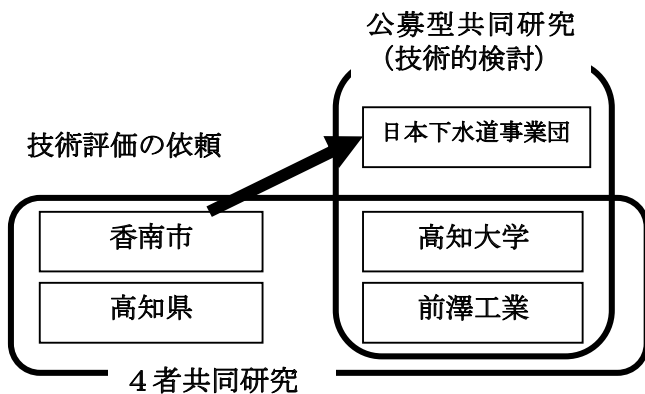 公募型共同研究
（技術的検討）
日本下水道事業団
技術評価の依頼
香南市
高知大学
高知県
前澤工業
４者共同研究